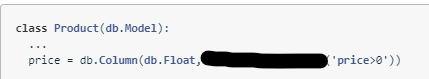 class Product(db.Model):
...
price = db.Column(db.Float, 'price>0'))